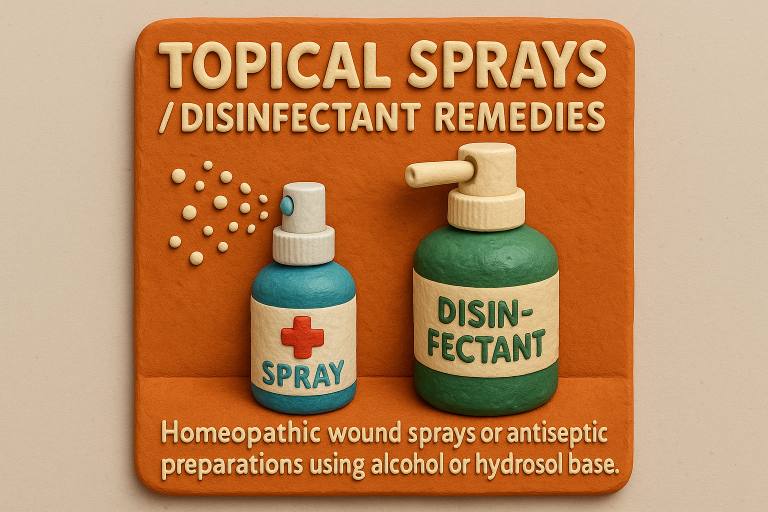 TOPICAL SPRAYS
/DISINFECTANT REMEDIES
SPRAY
DISIN-
FECTANT
Homeopathic wound sprays or antiseptic
preparations using alcohol or hydrosol base.